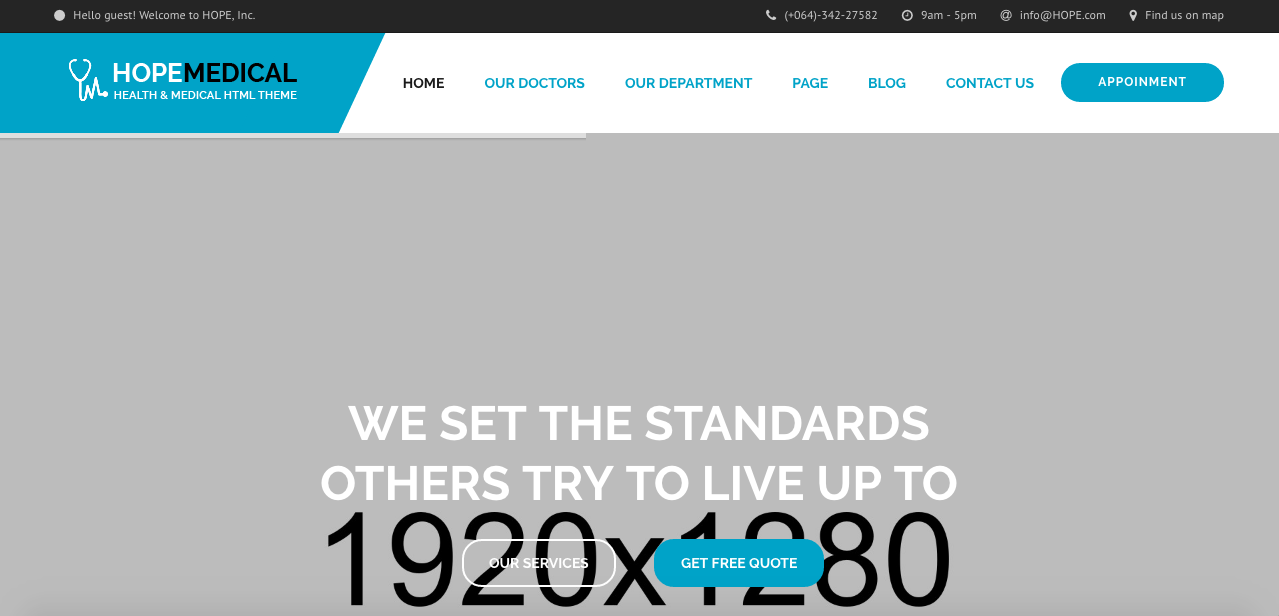 Hello guest! Welcome to HOPE, Inc.
(+064)-342-27582
9am - 5pm
info@HOPE.com
Find us on map
HOPEMEDICAL
HEALTH & MEDICAL HTML THEME
HOME
OUR DOCTORS
OUR DEPARTMENT
PAGE
BLOG
CONTACT US
APPOINMENT
WE SET THE STANDARDS
OTHERS TRY TO LIVE UP TO
1920x1280
OUR SERVICES
GET FREE QUOTE